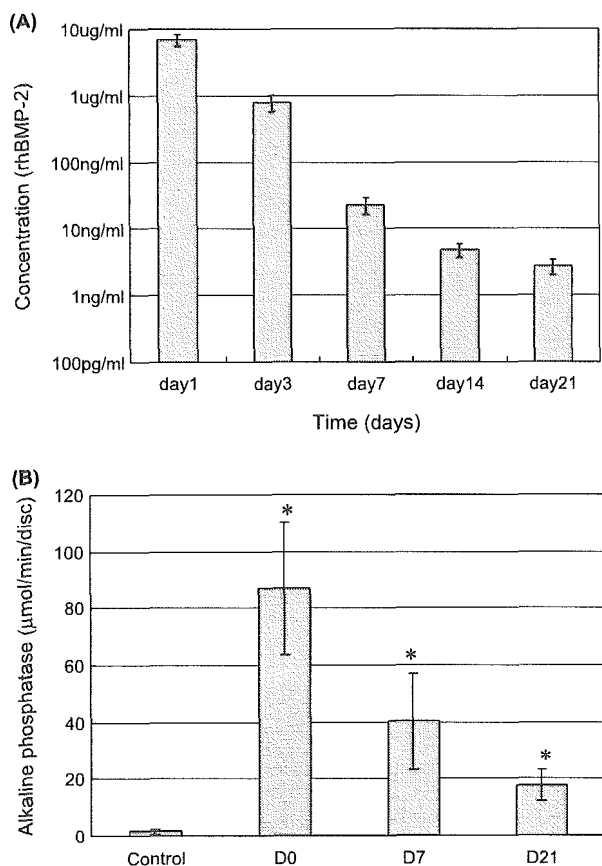 (A)
Concentration (rhBMP-2)
10ug/ml
1ug/ml
100ng/ml
10ng/ml
1ng/ml
100pg/ml
day1 day3 day7 day14 day21
Time (days)
(B)
Alkaline phosphatase (μmol/min/disc)
120
100
80
60
40
20
0
*
*
*
Control D0 D7 D21